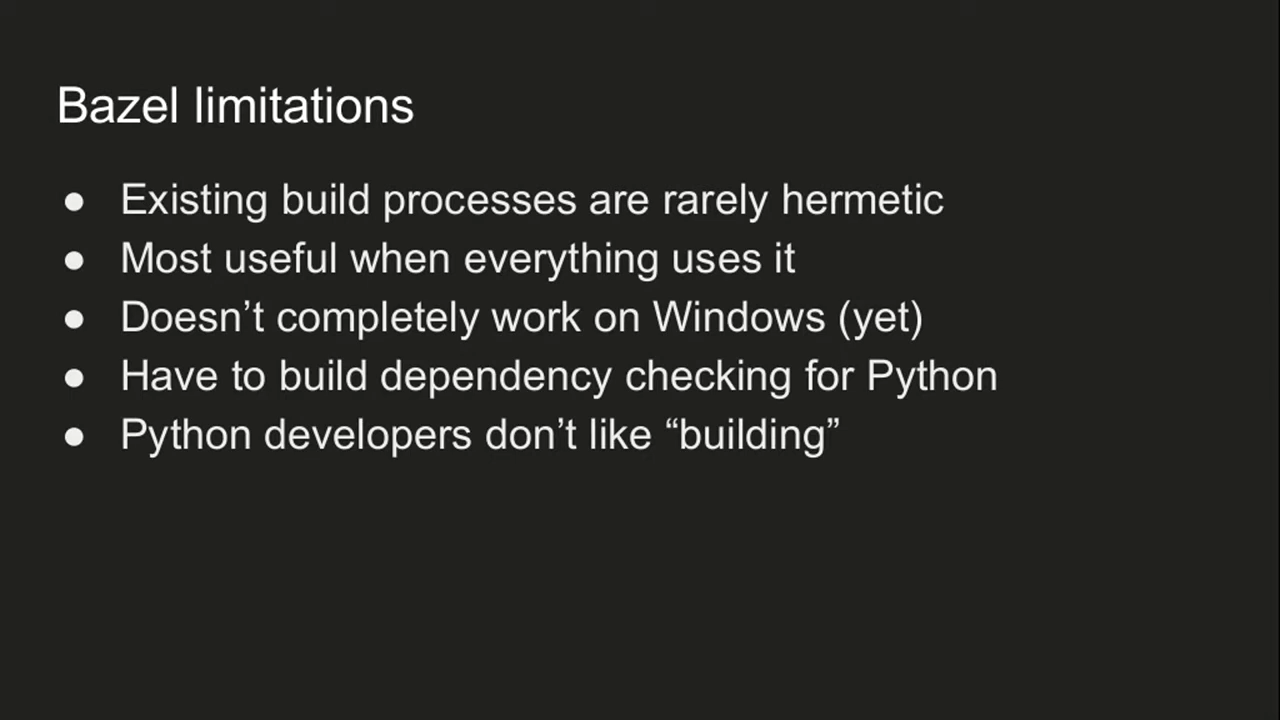 Bazel limitations
● Existing build processes are rarely hermetic
● Most useful when everything uses it
● Doesn’t completely work on Windows (yet)
● Have to build dependency checking for Python
● Python developers don’t like “building”